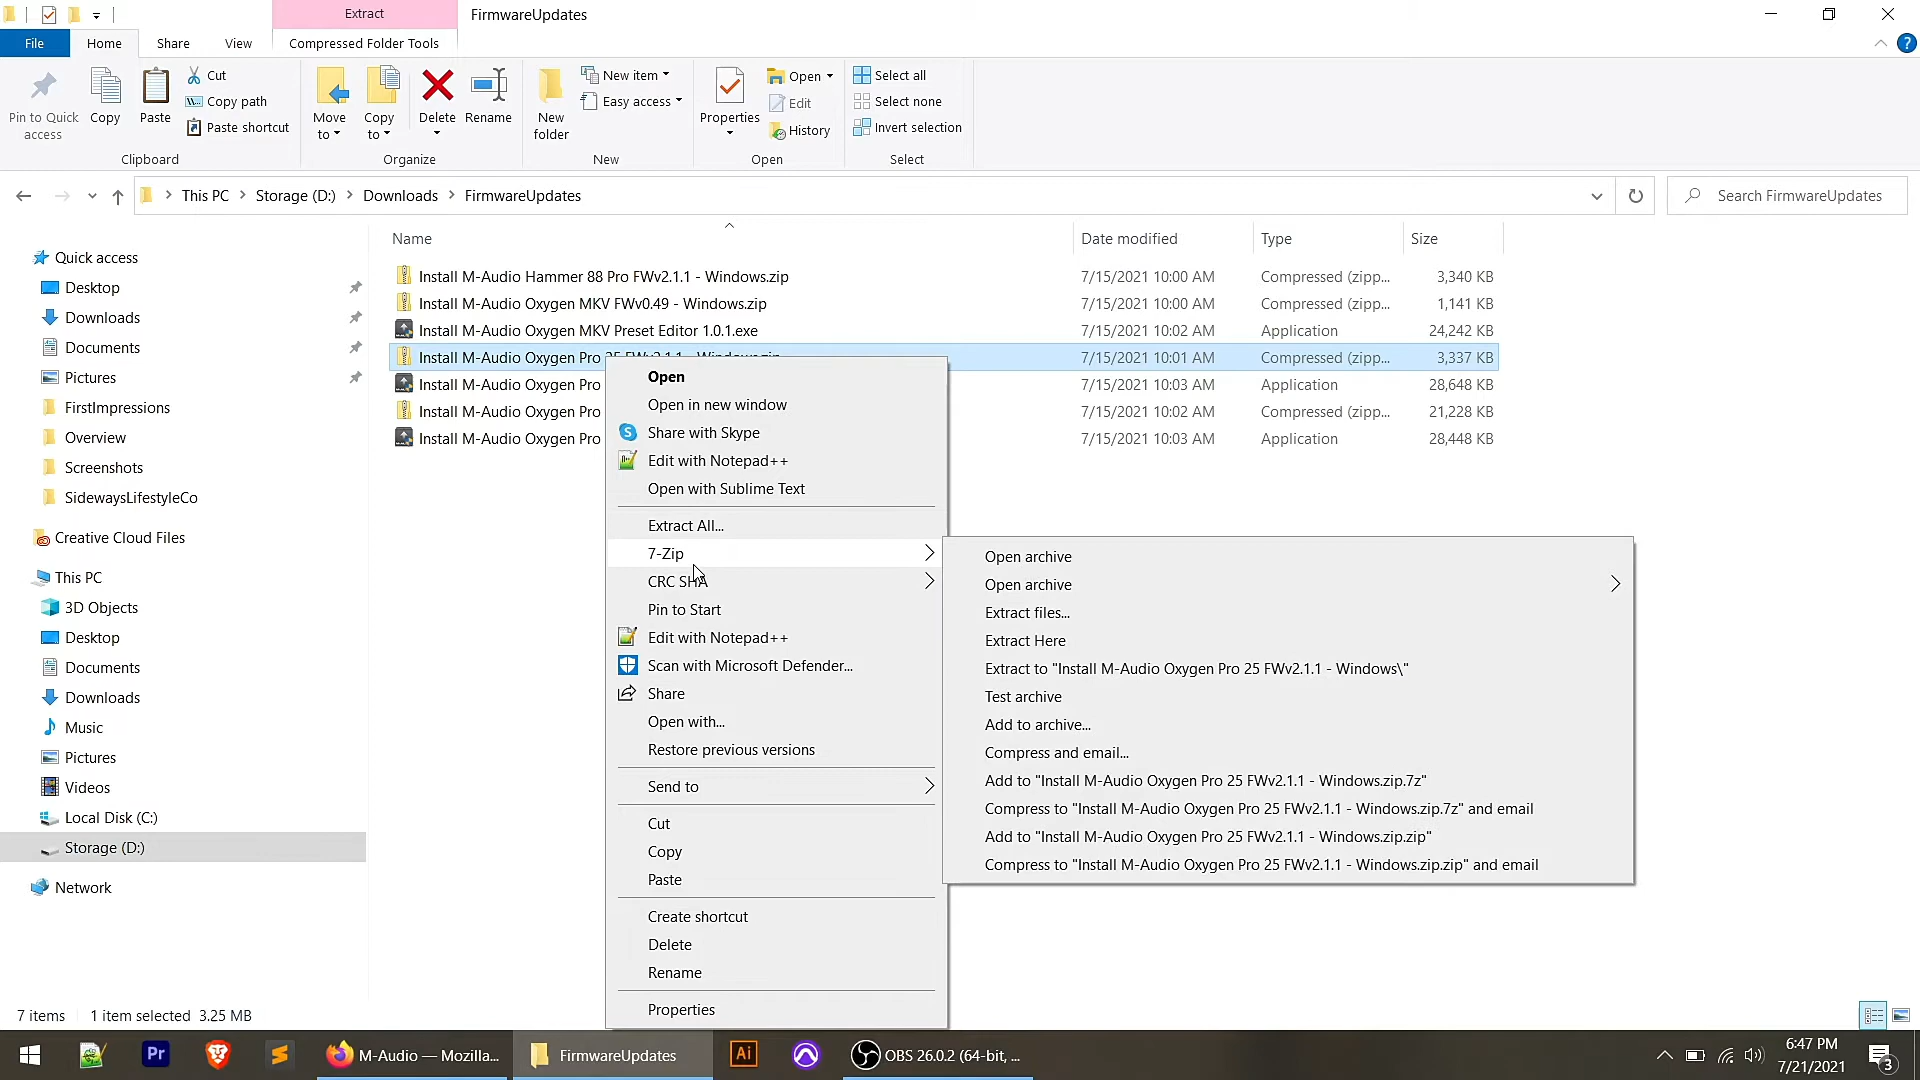 Extract
FirmwareUpdates
File
Home
Share
View
Compressed Folder Tools
Pin to Quick access
Copy
Paste
Cut
Copy path
Paste shortcut
Clipboard
Move to
Copy to
Delete
Rename
Organize
New folder
New item
Easy access
New
Properties
Open
Edit
History
Open
Select all
Select none
Invert selection
Select
This PC
Storage (D:)
Downloads
FirmwareUpdates
Search FirmwareUpdates
Quick access
Desktop
Downloads
Documents
Pictures
FirstImpressions
Overview
Screenshots
SidewaysLifestyleCo
Creative Cloud Files
This PC
3D Objects
Desktop
Documents
Downloads
Music
Pictures
Videos
Local Disk (C:)
Storage (D:)
Network
Name Date modified Type Size
Install M-Audio Hammer 88 Pro FWv2.1.1 - Windows.zip 7/15/2021 10:00 AM Compressed (zipp... 3,340 KB
Install M-Audio Oxygen MKV FWv0.49 - Windows.zip 7/15/2021 10:00 AM Compressed (zipp... 1,141 KB
Install M-Audio Oxygen MKV Preset Editor 1.0.1.exe 7/15/2021 10:02 AM Application 24,242 KB
Install M-Audio Oxygen Pro 25 FWv2.1.1 - Windows.zip 7/15/2021 10:01 AM Compressed (zipp... 3,337 KB
Install M-Audio Oxygen Pro 7/15/2021 10:03 AM Application 28,648 KB
Install M-Audio Oxygen Pro 7/15/2021 10:02 AM Compressed (zipp... 21,228 KB
Install M-Audio Oxygen Pro 7/15/2021 10:03 AM Application 28,448 KB
Open
Open in new window
Share with Skype
Edit with Notepad++
Open with Sublime Text
Extract All...
7-Zip
CRC SHA
Pin to Start
Edit with Notepad++
Scan with Microsoft Defender...
Share
Open with...
Restore previous versions
Send to
Cut
Copy
Paste
Create shortcut
Delete
Rename
Properties
Open archive
Open archive
Extract files...
Extract Here
Extract to "Install M-Audio Oxygen Pro 25 FWv2.1.1 - Windows\"
Test archive
Add to archive...
Compress and email...
Add to "Install M-Audio Oxygen Pro 25 FWv2.1.1 - Windows.zip.7z"
Compress to "Install M-Audio Oxygen Pro 25 FWv2.1.1 - Windows.zip.7z" and email
Add to "Install M-Audio Oxygen Pro 25 FWv2.1.1 - Windows.zip.zip"
Compress to "Install M-Audio Oxygen Pro 25 FWv2.1.1 - Windows.zip.zip" and email
7 items 1 item selected 3.25 MB
Pr
M-Audio — Mozilla...
FirmwareUpdates
Ai
OBS 26.0.2 (64-bit, ...
6:47 PM
7/21/2021
3